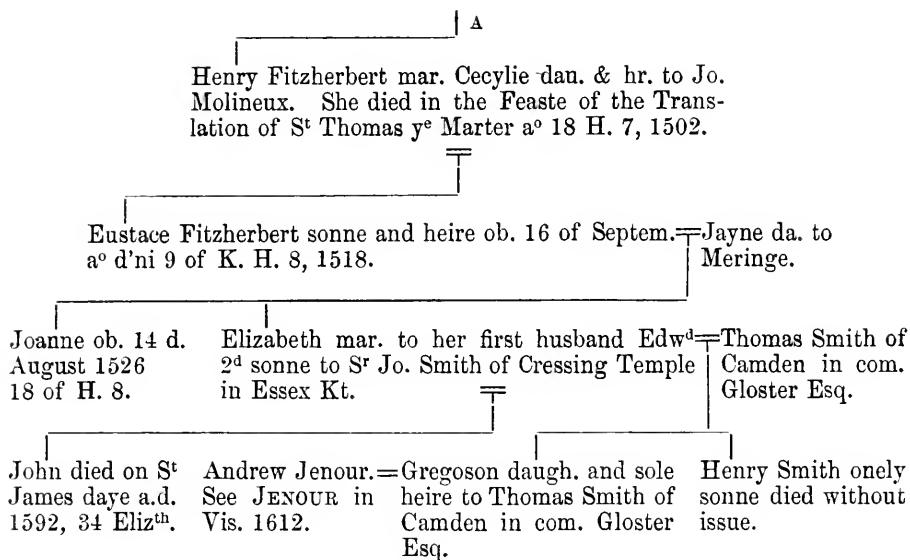 A
Henry Fitzherbert mar. Cecylie dau. & hr. to Jo.
Molineux. She died in the Feaste of the Trans-
lation of Sᵗ Thomas yᵉ Marter aᵒ 18 H. 7, 1502.
Eustace Fitzherbert sonne and heire ob. 16 of Septem.
aᵒ d'ni 9 of K. H. 8, 1518.
Jayne da. to
Meringe.
Joanne ob. 14 d.
August 1526
18 of H. 8.
Elizabeth mar. to her first husband Edwᵈ
2ᵈ sonne to Sʳ Jo. Smith of Cressing Temple
in Essex Kt.
Thomas Smith of
Camden in com.
Gloster Esq.
John died on Sᵗ
James daye a.d.
1592, 34 Elizᵗʰ.
Andrew Jenour.
See JENOUR in
Vis. 1612.
Gregoson daugh. and sole
heire to Thomas Smith of
Camden in com. Gloster
Esq.
Henry Smith onely
sonne died without
issue.